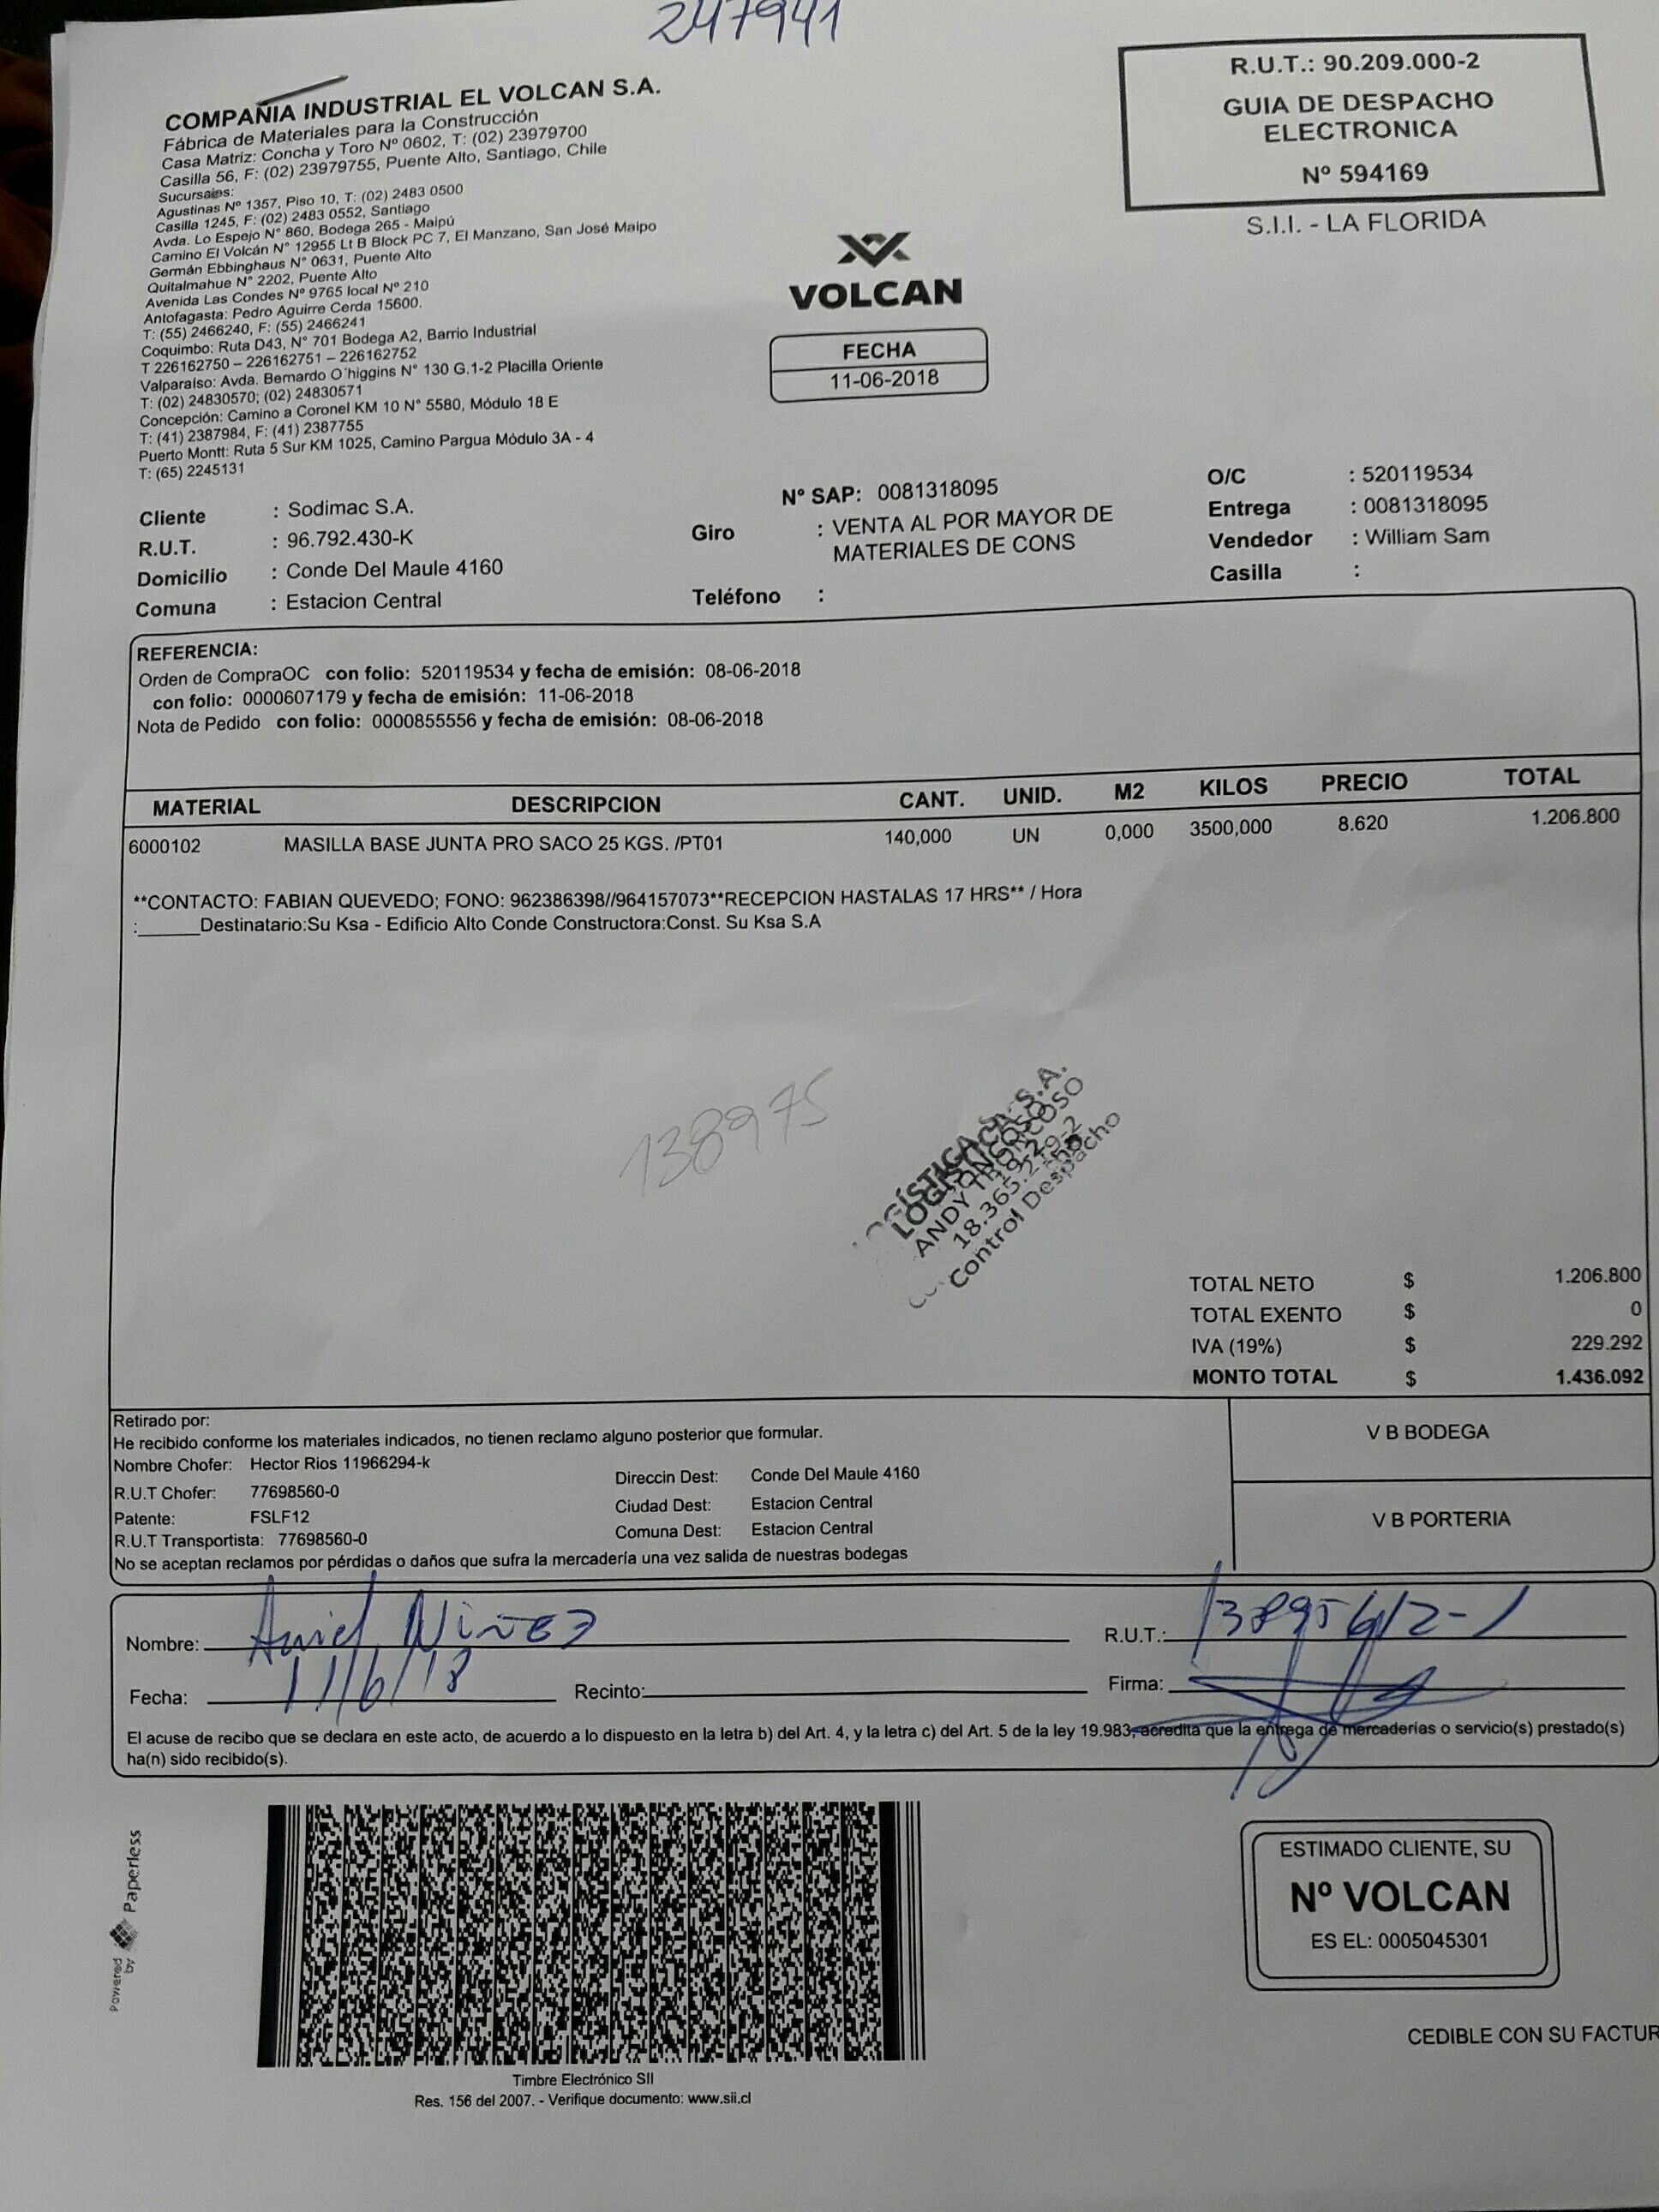 247941
COMPAÑIA INDUSTRIAL EL VOLCAN S.A.
Fábrica de Materiales para la Construcción
Casa Matriz: Concha y Toro Nº 0602, T: (02) 23979700
Casilla 56, F: (02) 23979755, Puente Alto, Santiago, Chile
Sucursales:
Agustinas Nº 1357, Piso 10, T: (02) 2483 0500
Casilla 1245, F: (02) 2483 0552, Santiago
Avda. Lo Espejo N° 860, Bodega 265 - Maipú
Camino El Volcán N° 12955 Lt B Block PC 7, El Manzano, San José Maipo
Germán Ebbinghaus N° 0631, Puente Alto
Quitalmahue N° 2202, Puente Alto
Avenida Las Condes Nº 9765 local N° 210
Antofagasta: Pedro Aguirre Cerda 15600.
T: (55) 2466240, F: (55) 2466241
Coquimbo: Ruta D43, N° 701 Bodega A2, Barrio Industrial
T 226162750 – 226162751 – 226162752
Valparaíso: Avda. Bernardo O´higgins N° 130 G.1-2 Placilla Oriente
T: (02) 24830570; (02) 24830571
Concepción: Camino a Coronel KM 10 N° 5580, Módulo 18 E
T: (41) 2387984, F: (41) 2387755
Puerto Montt: Ruta 5 Sur KM 1025, Camino Pargua Módulo 3A - 4
T: (65) 2245131
R.U.T.: 90.209.000-2
GUIA DE DESPACHO
ELECTRONICA
Nº 594169
S.I.I. - LA FLORIDA
VOLCAN
FECHA
11-06-2018
Cliente : Sodimac S.A.
R.U.T. : 96.792.430-K
Domicilio : Conde Del Maule 4160
Comuna : Estacion Central
Nº SAP: 0081318095
Giro : VENTA AL POR MAYOR DE
MATERIALES DE CONS
Teléfono :
O/C : 520119534
Entrega : 0081318095
Vendedor : William Sam
Casilla :
REFERENCIA:
Orden de CompraOC con folio: 520119534 y fecha de emisión: 08-06-2018
con folio: 0000607179 y fecha de emisión: 11-06-2018
Nota de Pedido con folio: 0000855556 y fecha de emisión: 08-06-2018
MATERIAL DESCRIPCION CANT. UNID. M2 KILOS PRECIO TOTAL
6000102 MASILLA BASE JUNTA PRO SACO 25 KGS. /PT01 140,000 UN 0,000 3500,000 8.620 1.206.800
**CONTACTO: FABIAN QUEVEDO; FONO: 962386398//964157073**RECEPCION HASTALAS 17 HRS** / Hora
:______Destinatario:Su Ksa - Edificio Alto Conde Constructora:Const. Su Ksa S.A
138975
LOGÍSTICA S.A.
ANDY TRONCOSO
Control Despacho
TOTAL NETO $ 1.206.800
TOTAL EXENTO $ 0
IVA (19%) $ 229.292
MONTO TOTAL $ 1.436.092
Retirado por:
He recibido conforme los materiales indicados, no tienen reclamo alguno posterior que formular.
Nombre Chofer: Hector Rios 11966294-k
R.U.T Chofer: 77698560-0
Patente: FSLF12
R.U.T Transportista: 77698560-0
Direccin Dest: Conde Del Maule 4160
Ciudad Dest: Estacion Central
Comuna Dest: Estacion Central
No se aceptan reclamos por pérdidas o daños que sufra la mercadería una vez salida de nuestras bodegas
V B BODEGA
V B PORTERIA
Nombre:
R.U.T.:
Fecha: 11/6/18
Recinto:
Firma:
El acuse de recibo que se declara en este acto, de acuerdo a lo dispuesto en la letra b) del Art. 4, y la letra c) del Art. 5 de la ley 19.983, acredita que la entrega de mercaderías o servicio(s) prestado(s)
ha(n) sido recibido(s).
Powered by Paperless
Timbre Electrónico SII
Res. 156 del 2007. - Verifique documento: www.sii.cl
ESTIMADO CLIENTE, SU
Nº VOLCAN
ES EL: 0005045301
CEDIBLE CON SU FACTUR